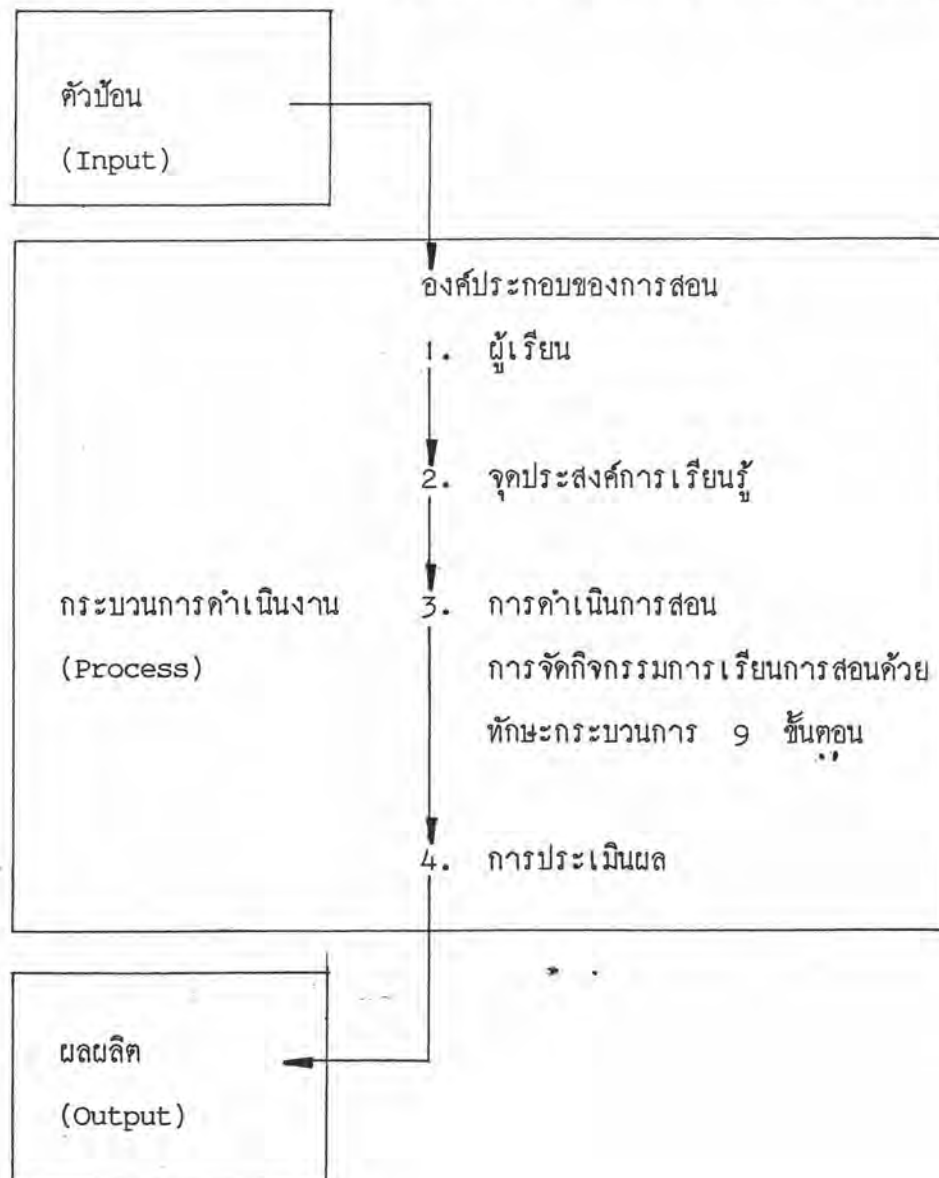 ตัวป้อน
(Input)
องค์ประกอบของการสอน
1. ผู้เรียน
2. จุดประสงค์การเรียนรู้
กระบวนการดำเนินงาน
(Process)
3. การดำเนินการสอน
การจัดกิจกรรมการเรียนการสอนด้วย
ทักษะกระบวนการ 9 ขั้นตอน
4. การประเมินผล
ผลผลิต
(Output)